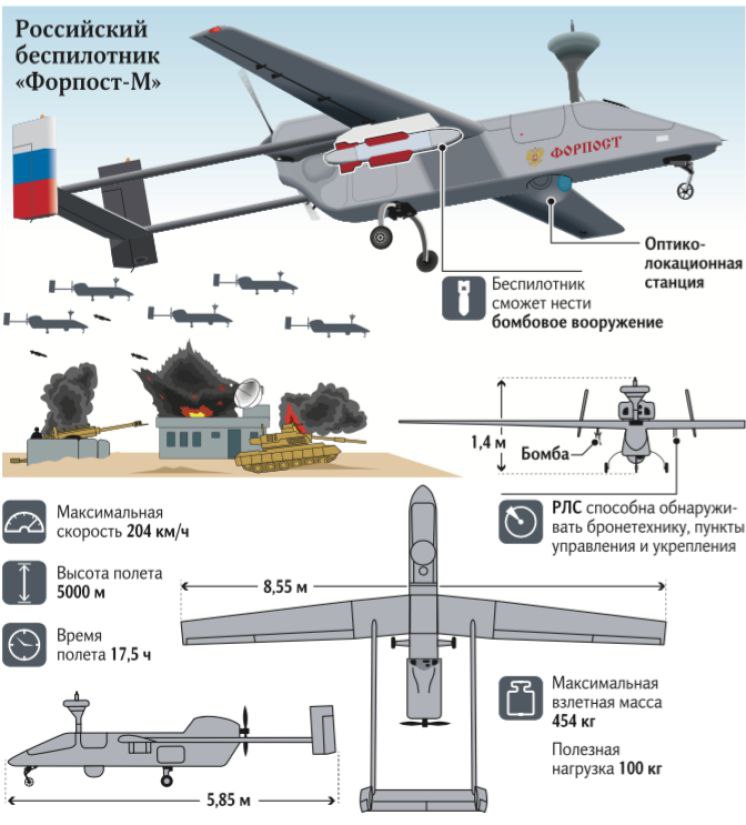 Российский
беспилотник
«Форпост-М»
ФОРПОСТ
Оптико-
локационная
станция
Беспилотник
сможет нести
бомбовое вооружение
1,4 м
Бомба
РЛС способна обнаружи-
вать бронетехнику, пункты
управления и укрепления
Максимальная
скорость 204 км/ч
Высота полета
5000 м
Время
полета 17,5 ч
8,55 м
Максимальная
взлетная масса
454 кг
Полезная
нагрузка 100 кг
5,85 м